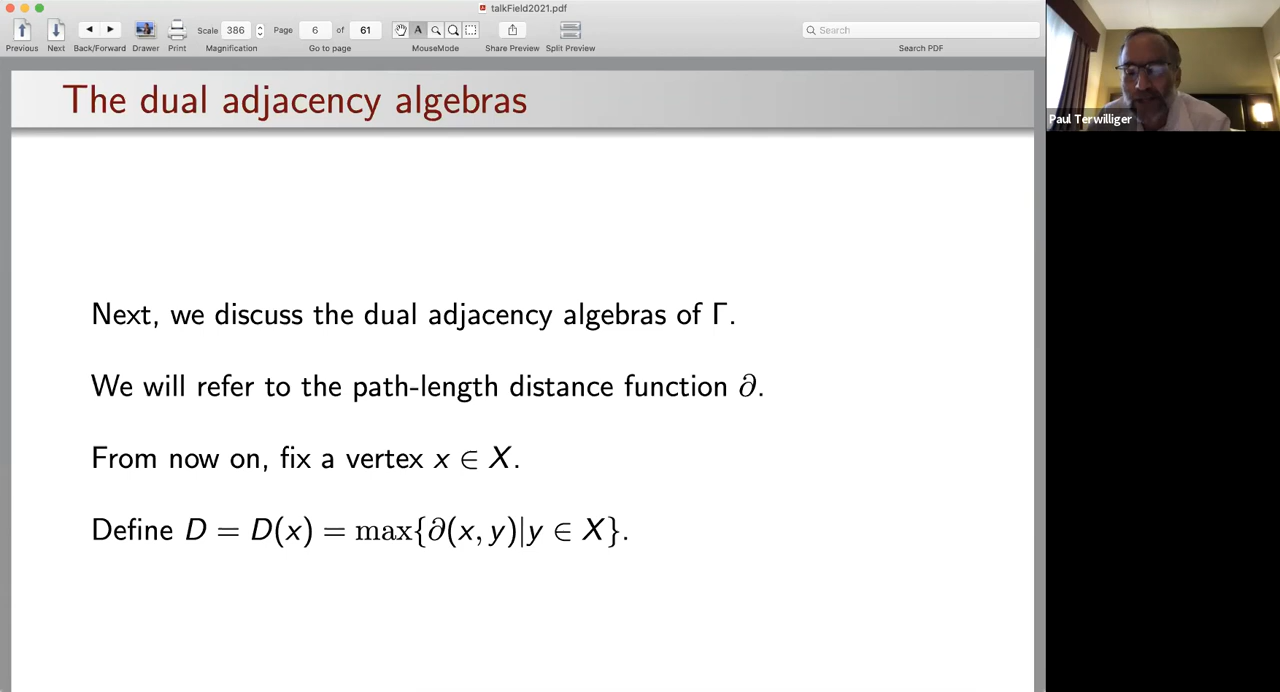 talkField2021.pdf
Scale 386 Page 6 of 61 A Search
Previous Next Back/Forward Drawer Print Magnification Go to page MouseMode Share Preview Split Preview Search PDF
The dual adjacency algebras
Paul Terwilliger
Next, we discuss the dual adjacency algebras of Γ.
We will refer to the path-length distance function ∂.
From now on, fix a vertex x ∈ X.
Define D = D(x) = max{∂(x, y)|y ∈ X}.